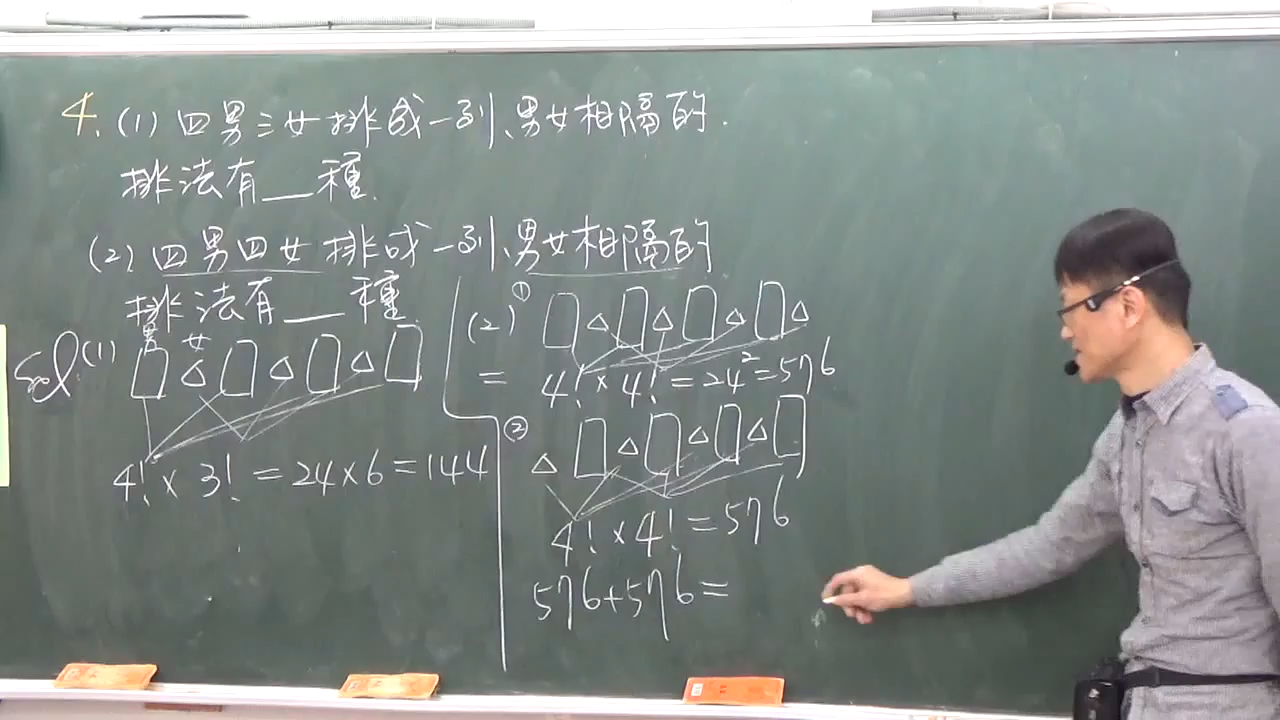 4. (1) 四男三女排成一列、男女相隔的.
排法有__種.
(2) 四男四女排成一列、男女相隔的
排法有__種.
Sol (1) 男 女
4! × 3! = 24 × 6 = 144
(2) ①
= 4! × 4! = 24² = 576
②
4! × 4! = 576
576 + 576 =